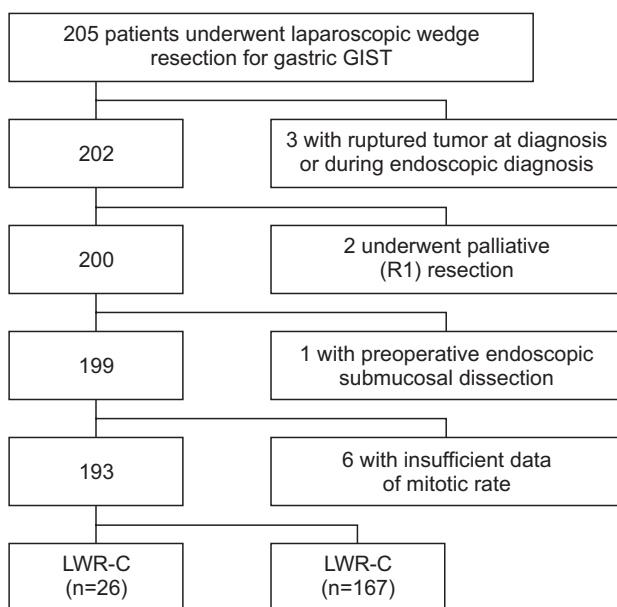 205 patients underwent laparoscopic wedge
resection for gastric GIST
202
3 with ruptured tumor at diagnosis
or during endoscopic diagnosis
200
2 underwent palliative
(R1) resection
199
1 with preoperative endoscopic
submucosal dissection
193
6 with insufficient data
of mitotic rate
LWR-C
(n=26)
LWR-C
(n=167)